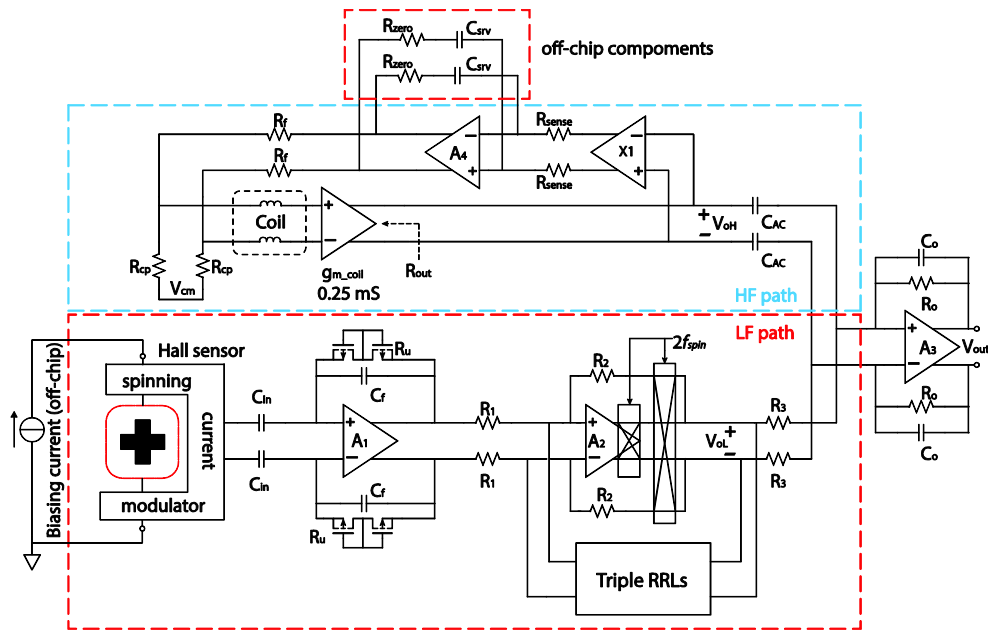 Rzero
Csrv
Rzero
Csrv
off-chip compoments
Rf
Rf
A4
Rsense
Rsense
X1
Coil
Rcp
Rcp
Vcm
gm_coil
0.25 mS
Rout
VoH
CAC
CAC
HF path
LF path
Co
Ro
A3
Vout
Ro
Co
Biasing current (off-chip)
Hall sensor
spinning
current
modulator
Cin
Cin
Ru
Cf
A1
Cf
Ru
R1
R1
2fspin
R2
A2
R2
VoL
R3
R3
Triple RRLs